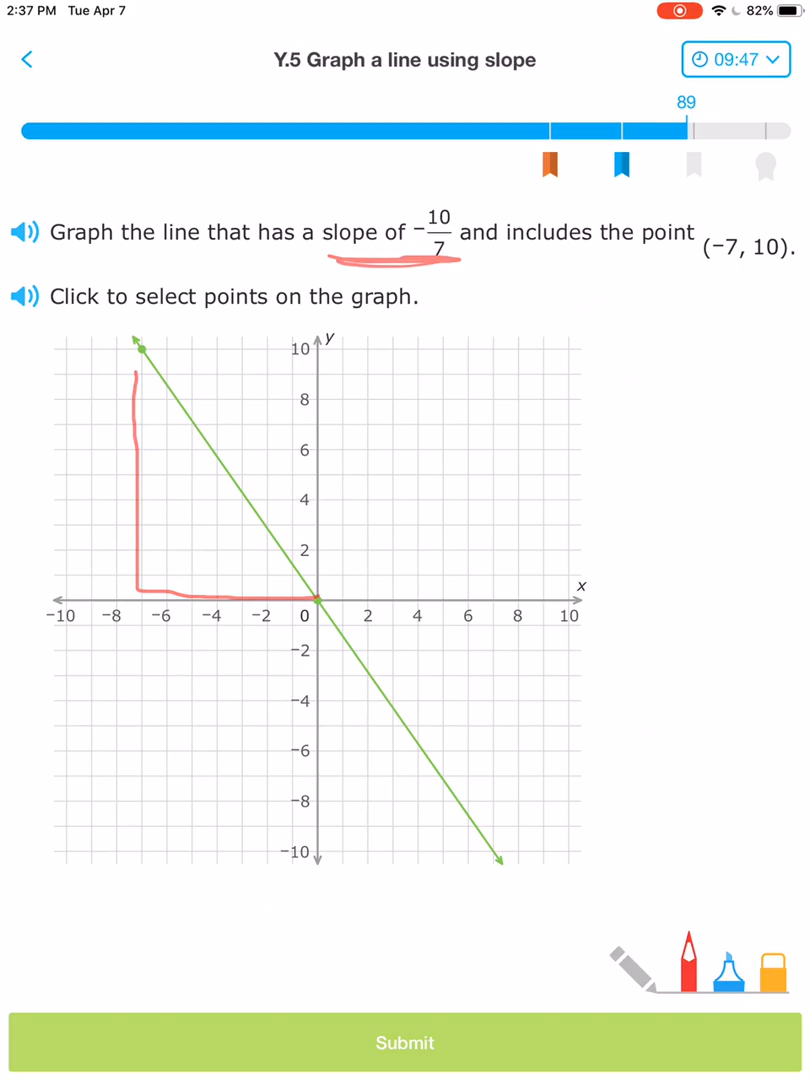 2:37 PM Tue Apr 7 82%
Y.5 Graph a line using slope 09:47
89
Graph the line that has a slope of −10/7 and includes the point (−7, 10).
Click to select points on the graph.
y
10
8
6
4
2
x
−10 −8 −6 −4 −2 0 2 4 6 8 10
−2
−4
−6
−8
−10
Submit